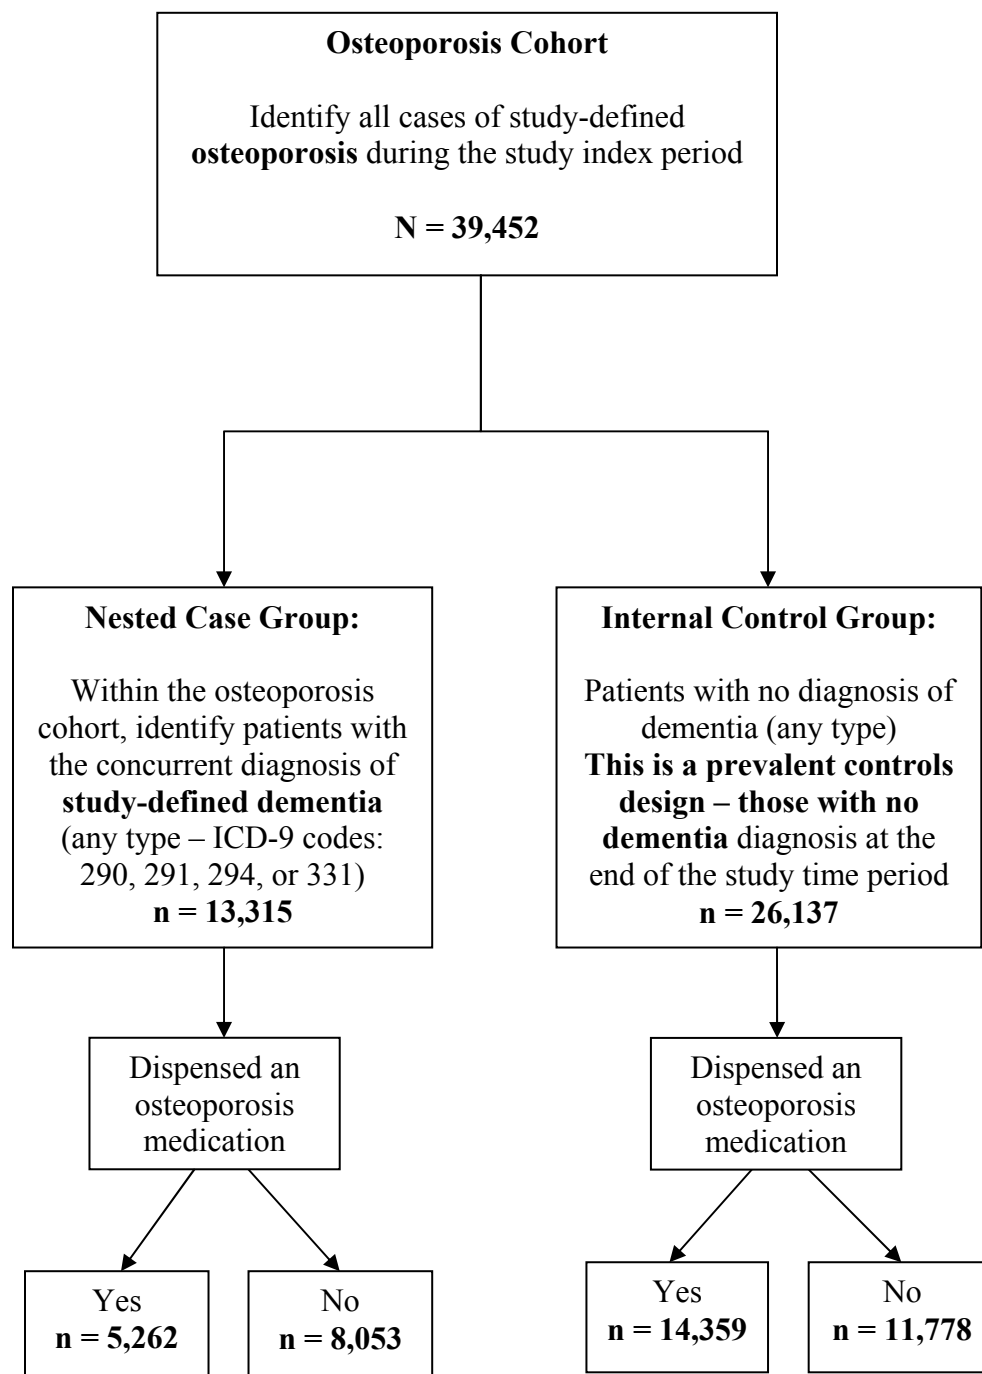 Osteoporosis Cohort
Identify all cases of study-defined
osteoporosis during the study index period
N = 39,452
Nested Case Group:
Within the osteoporosis
cohort, identify patients with
the concurrent diagnosis of
study-defined dementia
(any type – ICD-9 codes:
290, 291, 294, or 331)
n = 13,315
Internal Control Group:
Patients with no diagnosis of
dementia (any type)
This is a prevalent controls
design – those with no
dementia diagnosis at the
end of the study time period
n = 26,137
Dispensed an
osteoporosis
medication
Dispensed an
osteoporosis
medication
Yes
n = 5,262
No
n = 8,053
Yes
n = 14,359
No
n = 11,778